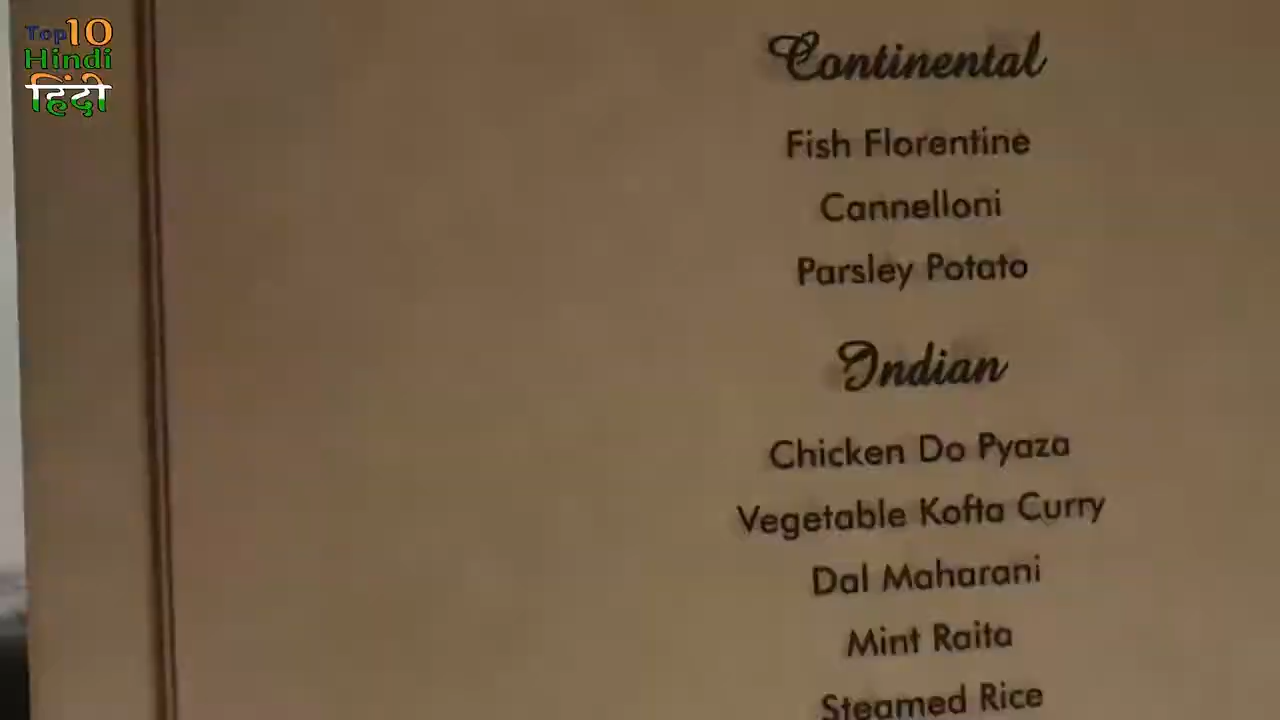 Top10
Hindi
हिंदी
Continental
Fish Florentine
Cannelloni
Parsley Potato
Indian
Chicken Do Pyaza
Vegetable Kofta Curry
Dal Maharani
Mint Raita
Steamed Rice